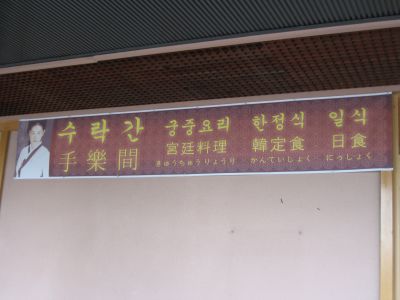 수락간 궁중요리 한정식 일식
手樂間 宮廷料理 韓定食 日食
きゅうちゅうりょうり かんていしょく にっしょく